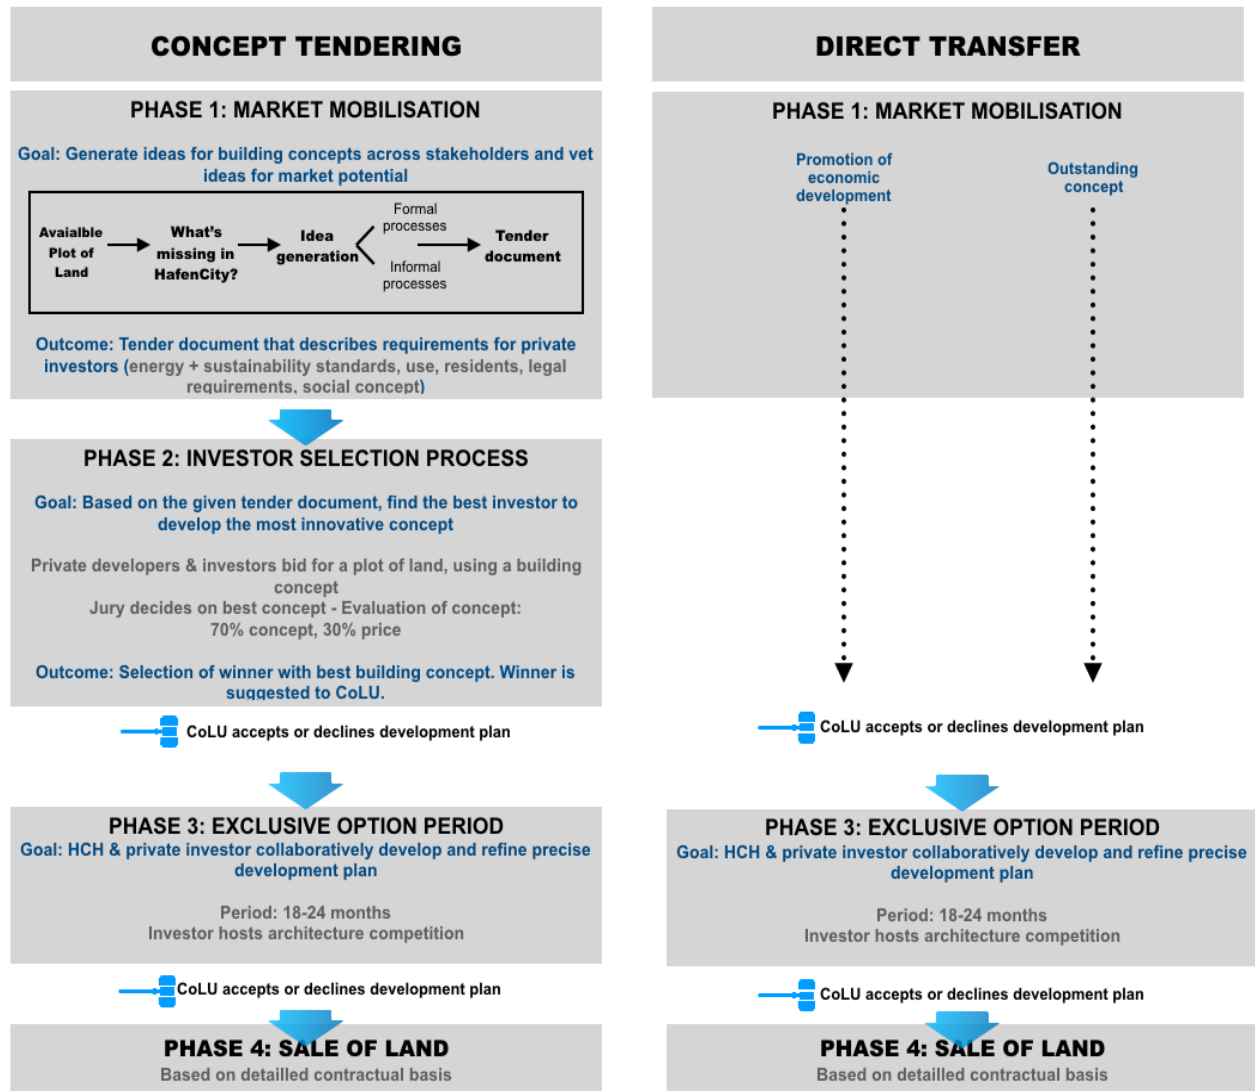 CONCEPT TENDERING
PHASE 1: MARKET MOBILISATION
Goal: Generate ideas for building concepts across stakeholders and vet
ideas for market potential
Avaialble
Plot of
Land
What's
missing in
HafenCity?
Idea
generation
Formal
processes
Informal
processes
Tender
document
Outcome: Tender document that describes requirements for private
investors (energy + sustainability standards, use, residents, legal
requirements, social concept)
PHASE 2: INVESTOR SELECTION PROCESS
Goal: Based on the given tender document, find the best investor to
develop the most innovative concept
Private developers & investors bid for a plot of land, using a building
concept
Jury decides on best concept - Evaluation of concept:
70% concept, 30% price
Outcome: Selection of winner with best building concept. Winner is
suggested to CoLU.
CoLU accepts or declines development plan
PHASE 3: EXCLUSIVE OPTION PERIOD
Goal: HCH & private investor collaboratively develop and refine precise
development plan
Period: 18-24 months
Investor hosts architecture competition
CoLU accepts or declines development plan
PHASE 4: SALE OF LAND
Based on detailled contractual basis
DIRECT TRANSFER
PHASE 1: MARKET MOBILISATION
Promotion of
economic
development
Outstanding
concept
CoLU accepts or declines development plan
PHASE 3: EXCLUSIVE OPTION PERIOD
Goal: HCH & private investor collaboratively develop and refine precise
development plan
Period: 18-24 months
Investor hosts architecture competition
CoLU accepts or declines development plan
PHASE 4: SALE OF LAND
Based on detailled contractual basis